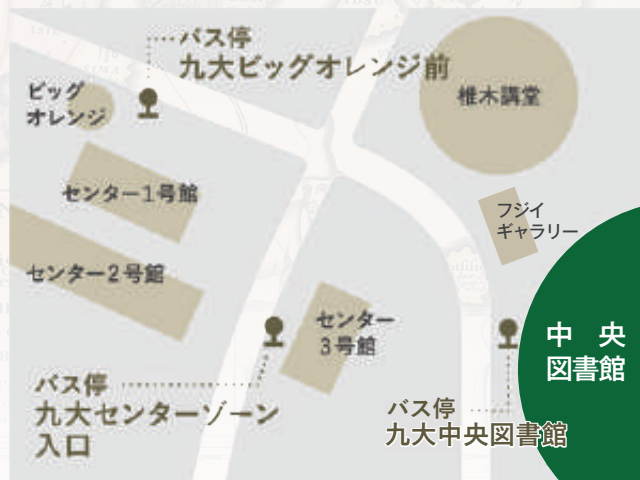 バス停
九大ビッグオレンジ前
ビッグ
オレンジ
椎木講堂
センター1号館
フジイ
ギャラリー
センター2号館
センター
3号館
中 央
図書館
バス停
九大センターゾーン
入口
バス停
九大中央図書館